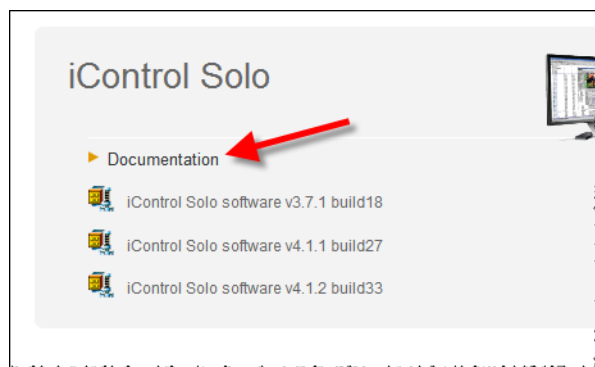 iControl Solo
Documentation
iControl Solo software v3.7.1 build18
iControl Solo software v4.1.1 build27
iControl Solo software v4.1.2 build33